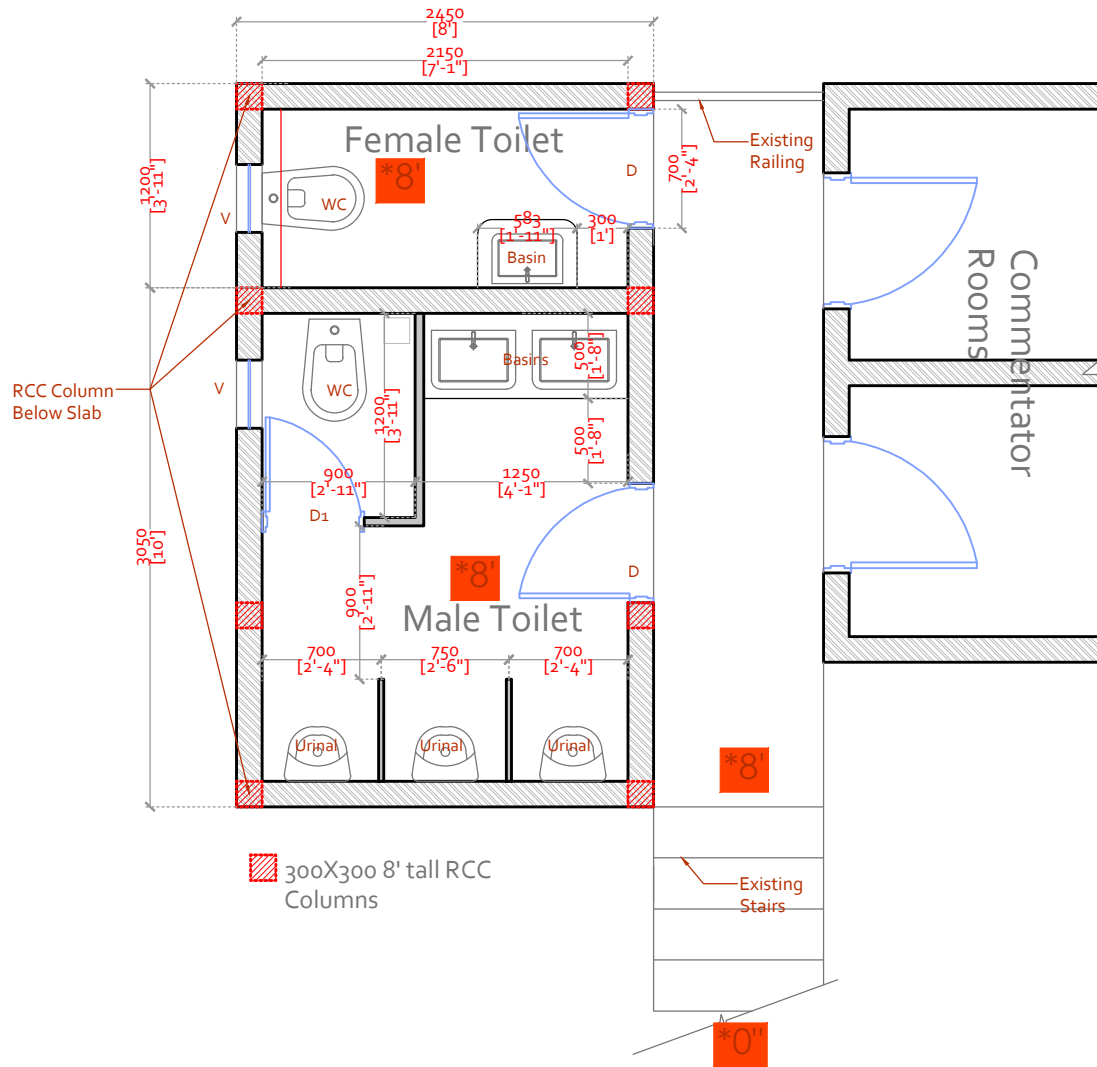 2450
[8']
2150
[7'-1"]
Female Toilet
*8'
Existing
Railing
D
700
[2'-4"]
1200
[3'-11"]
WC
V
583
[1'-11"]
300
[1']
Basin
Commentator
Rooms
RCC Column
Below Slab
V
WC
Basins
500
[1'-8"]
1200
[3'-11"]
500
[1'-8"]
900
[2'-11"]
1250
[4'-1"]
D1
3050
[10']
*8'
D
900
[2'-11"]
Male Toilet
700
[2'-4"]
750
[2'-6"]
700
[2'-4"]
Urinal
Urinal
Urinal
*8'
300X300 8' tall RCC
Columns
Existing
Stairs
*0"